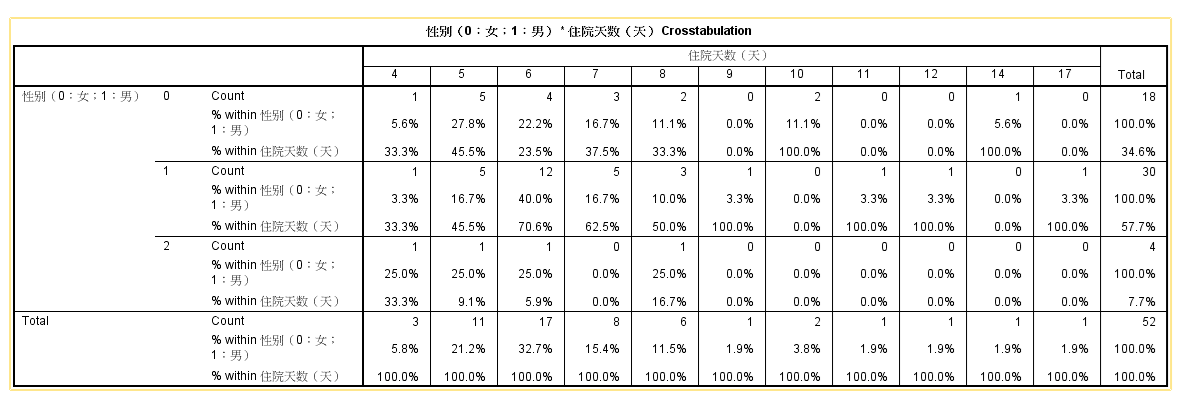 性别（0：女；1：男） * 住院天数（天） Crosstabulation
住院天数（天）
4 5 6 7 8 9 10 11 12 14 17 Total
性别（0：女；1：男） 0 Count 1 5 4 3 2 0 2 0 0 1 0 18
% within 性别（0：女；
1：男） 5.6% 27.8% 22.2% 16.7% 11.1% 0.0% 11.1% 0.0% 0.0% 5.6% 0.0% 100.0%
% within 住院天数（天） 33.3% 45.5% 23.5% 37.5% 33.3% 0.0% 100.0% 0.0% 0.0% 100.0% 0.0% 34.6%
1 Count 1 5 12 5 3 1 0 1 1 0 1 30
% within 性别（0：女；
1：男） 3.3% 16.7% 40.0% 16.7% 10.0% 3.3% 0.0% 3.3% 3.3% 0.0% 3.3% 100.0%
% within 住院天数（天） 33.3% 45.5% 70.6% 62.5% 50.0% 100.0% 0.0% 100.0% 100.0% 0.0% 100.0% 57.7%
2 Count 1 1 1 0 1 0 0 0 0 0 0 4
% within 性别（0：女；
1：男） 25.0% 25.0% 25.0% 0.0% 25.0% 0.0% 0.0% 0.0% 0.0% 0.0% 0.0% 100.0%
% within 住院天数（天） 33.3% 9.1% 5.9% 0.0% 16.7% 0.0% 0.0% 0.0% 0.0% 0.0% 0.0% 7.7%
Total Count 3 11 17 8 6 1 2 1 1 1 1 52
% within 性别（0：女；
1：男） 5.8% 21.2% 32.7% 15.4% 11.5% 1.9% 3.8% 1.9% 1.9% 1.9% 1.9% 100.0%
% within 住院天数（天） 100.0% 100.0% 100.0% 100.0% 100.0% 100.0% 100.0% 100.0% 100.0% 100.0% 100.0% 100.0%